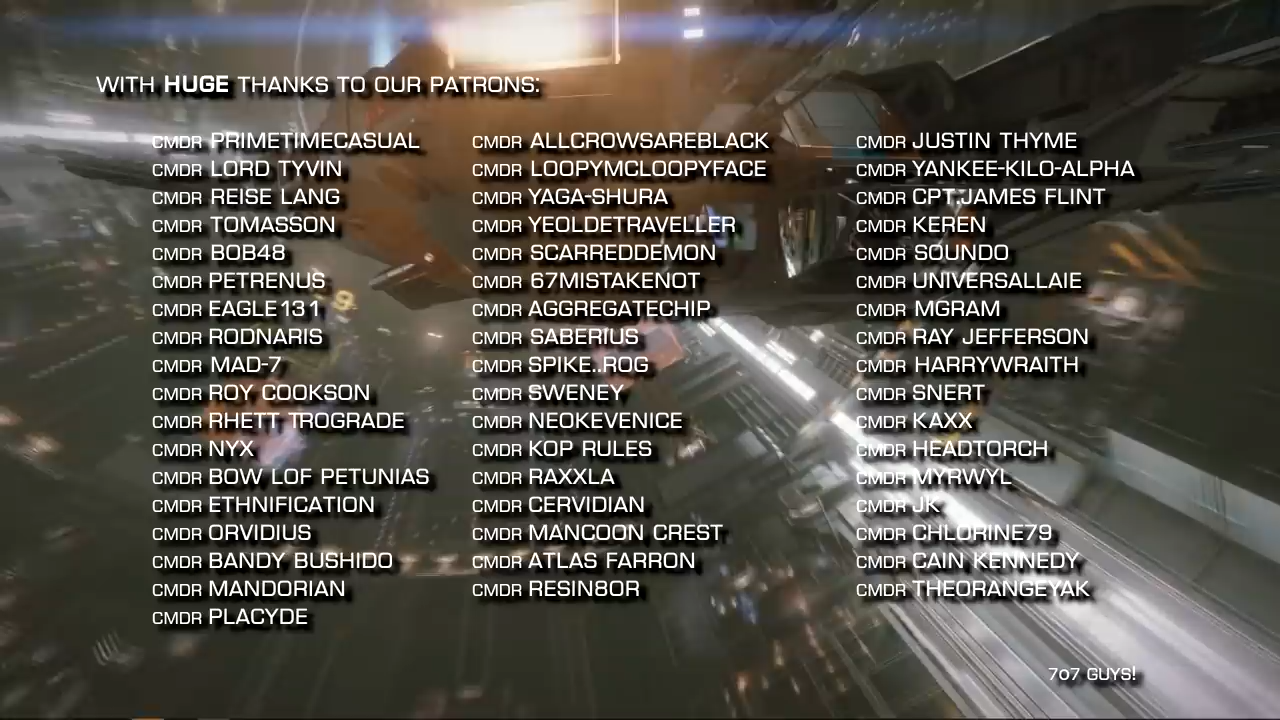 WITH HUGE THANKS TO OUR PATRONS:
CMDR PRIMETIMECASUAL
CMDR LORD TYVIN
CMDR REISE LANG
CMDR TOMASSON
CMDR BOB48
CMDR PETRENUS
CMDR EAGLE131
CMDR RODNARIS
CMDR MAD-7
CMDR ROY COOKSON
CMDR RHETT TROGRADE
CMDR NYX
CMDR BOW LOF PETUNIAS
CMDR ETHNIFICATION
CMDR ORVIDIUS
CMDR BANDY BUSHIDO
CMDR MANDORIAN
CMDR PLACYDE
CMDR ALLCROWSAREBLACK
CMDR LOOPYMCLOOPYFACE
CMDR YAGA-SHURA
CMDR YEOLDETRAVELLER
CMDR SCARREDDEMON
CMDR 67MISTAKENOT
CMDR AGGREGATECHIP
CMDR SABERIUS
CMDR SPIKE..ROG
CMDR SWENEY
CMDR NEOKEVENICE
CMDR KOP RULES
CMDR RAXXLA
CMDR CERVIDIAN
CMDR MANCOON CREST
CMDR ATLAS FARRON
CMDR RESIN8OR
CMDR JUSTIN THYME
CMDR YANKEE-KILO-ALPHA
CMDR CPT.JAMES FLINT
CMDR KEREN
CMDR SOUNDO
CMDR UNIVERSALLAIE
CMDR MGRAM
CMDR RAY JEFFERSON
CMDR HARRYWRAITH
CMDR SNERT
CMDR KAXX
CMDR HEADTORCH
CMDR MYRWYL
CMDR JK
CMDR CHLORINE79
CMDR CAIN KENNEDY
CMDR THEORANGEYAK
7o7 GUYS!
9